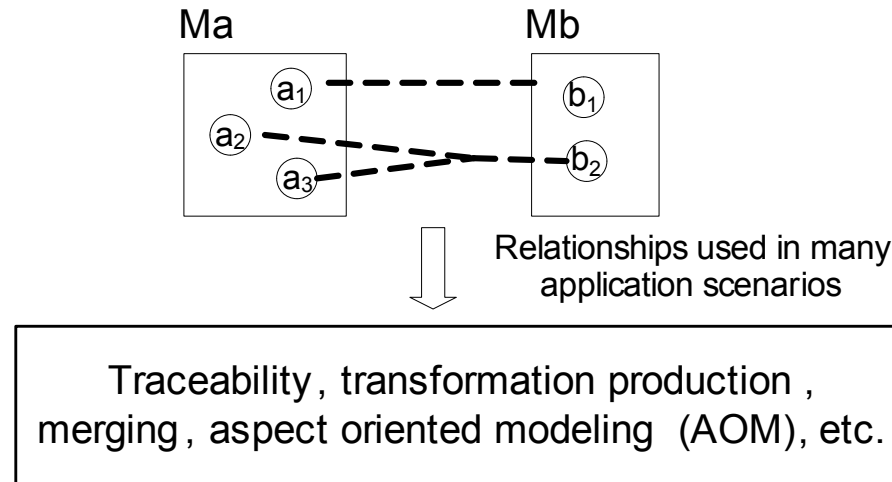 Ma
Mb
a1
b1
a2
b2
a3
Relationships used in many
application scenarios
Traceability, transformation production ,
merging, aspect oriented modeling (AOM), etc.